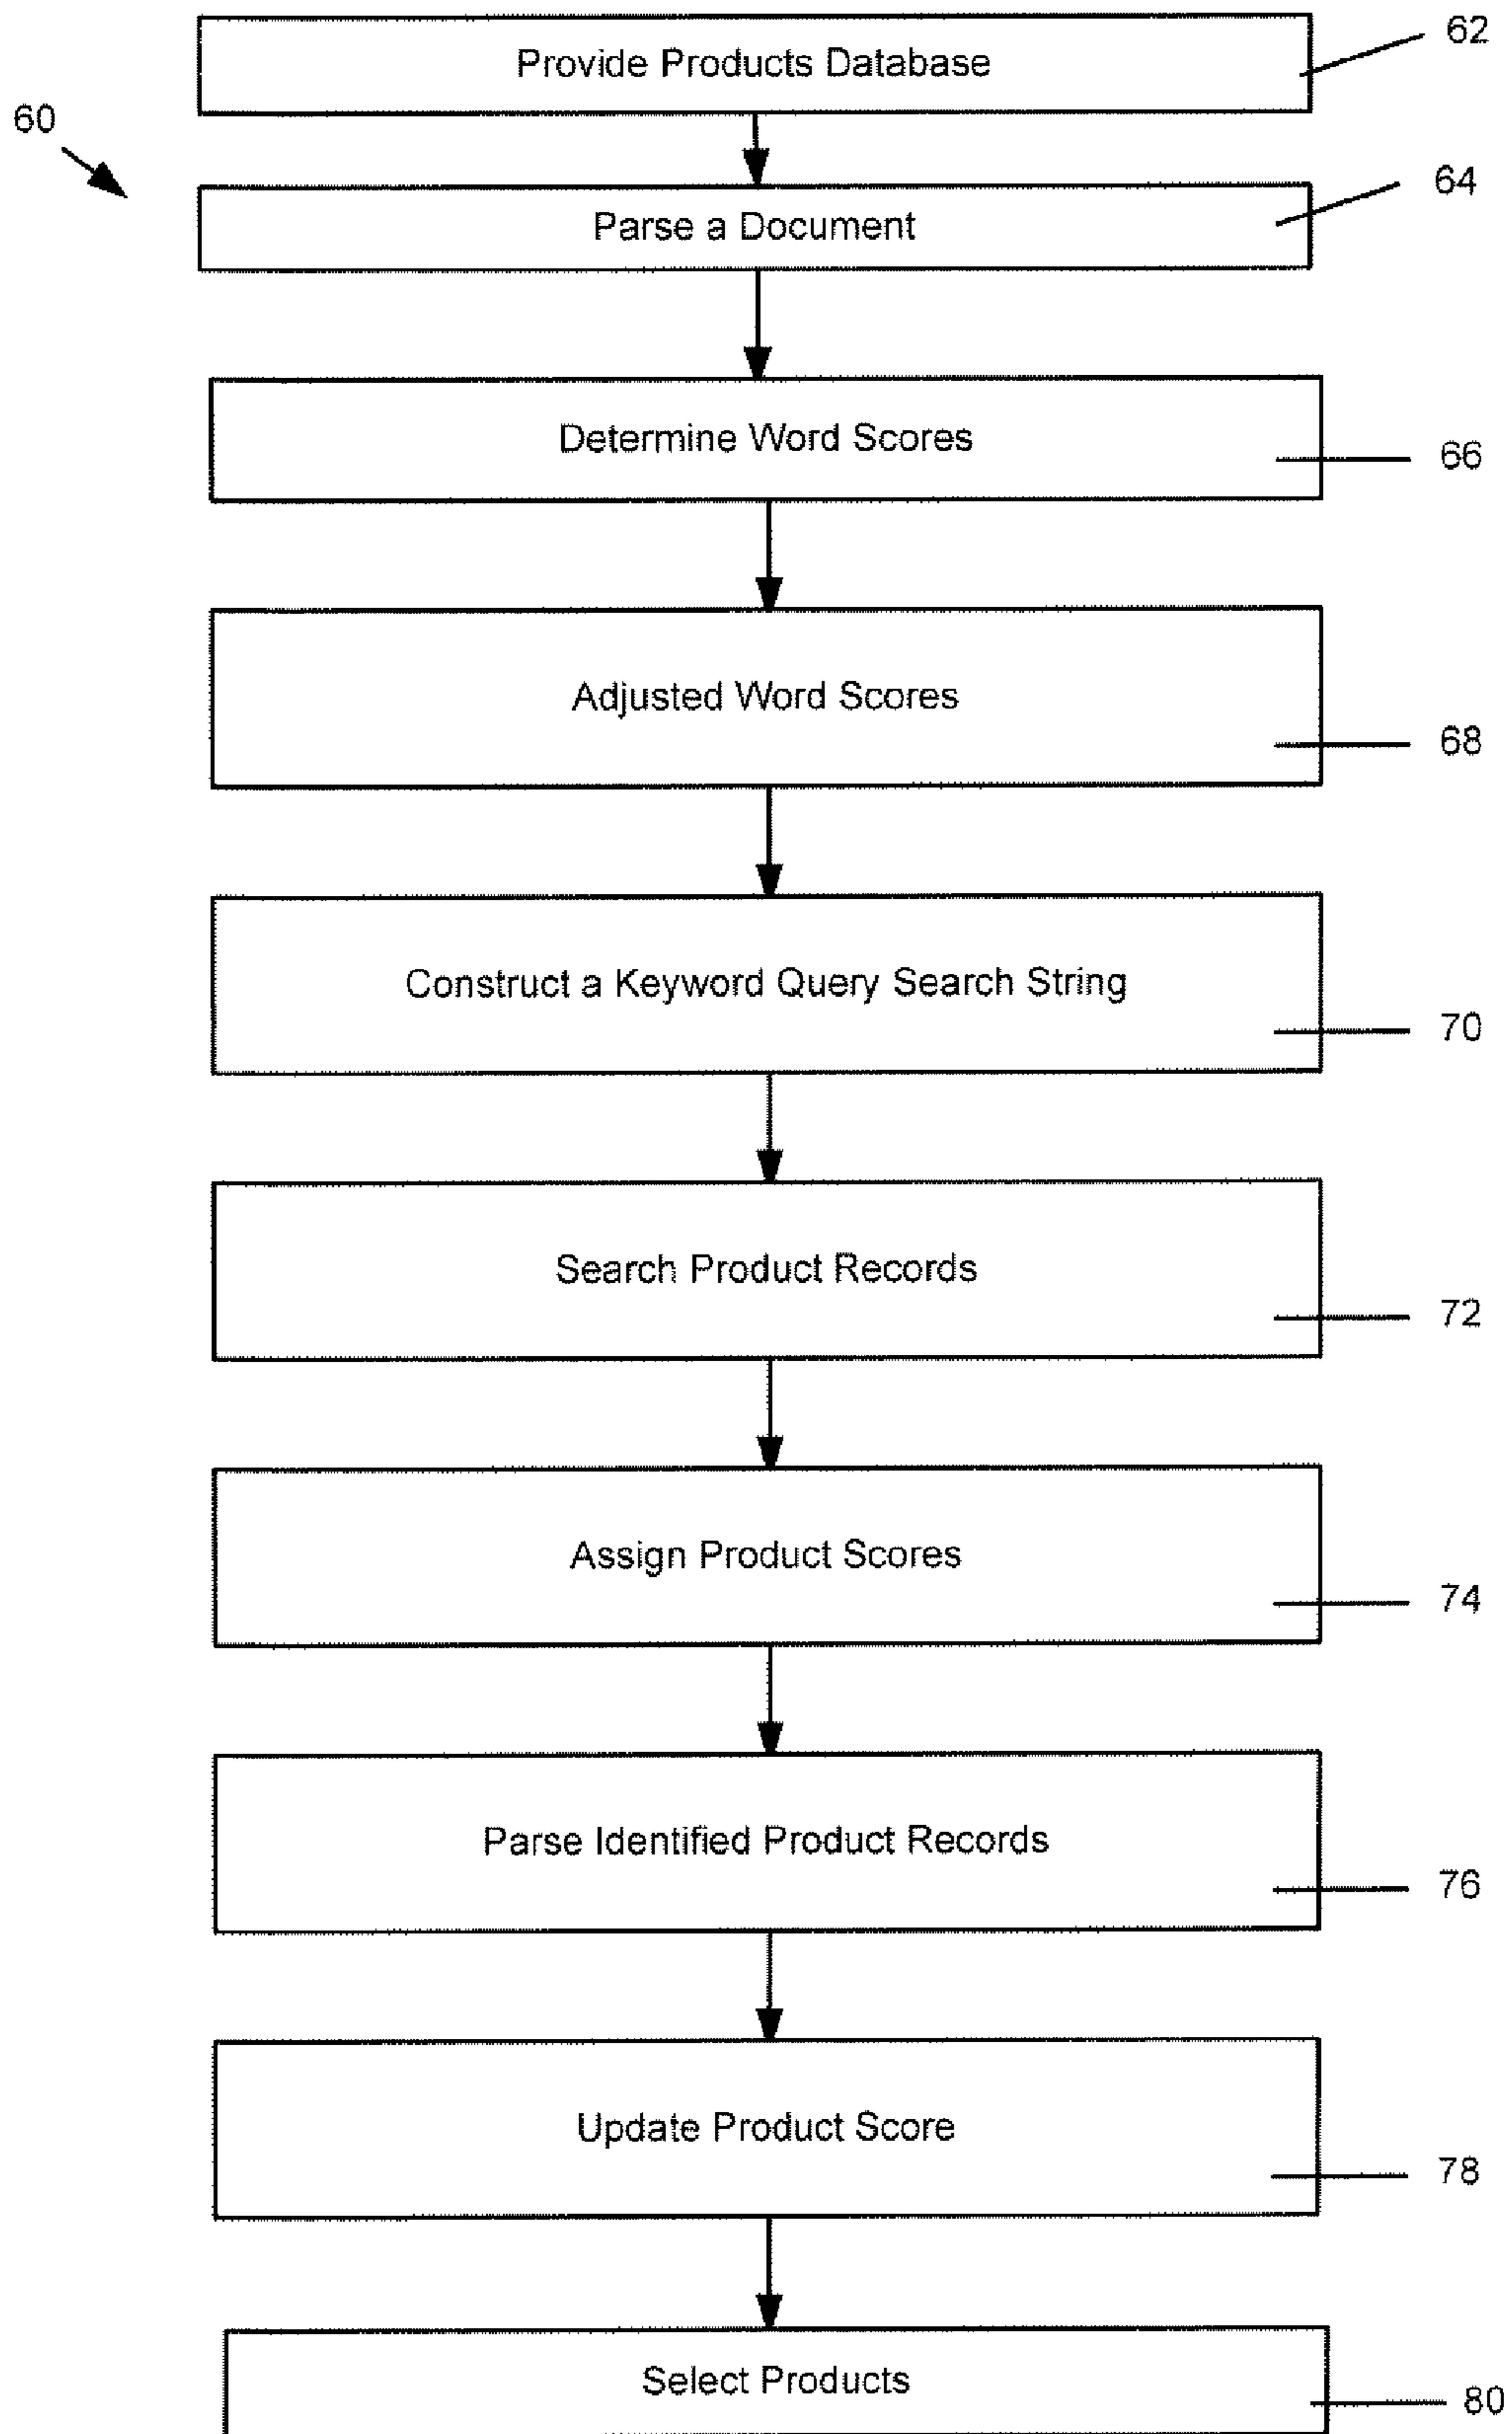 Provide Products Database
62
60
Parse a Document
64
Determine Word Scores
66
Adjusted Word Scores
68
Construct a Keyword Query Search String
70
Search Product Records
72
Assign Product Scores
74
Parse Identified Product Records
76
Update Product Score
78
Select Products
80